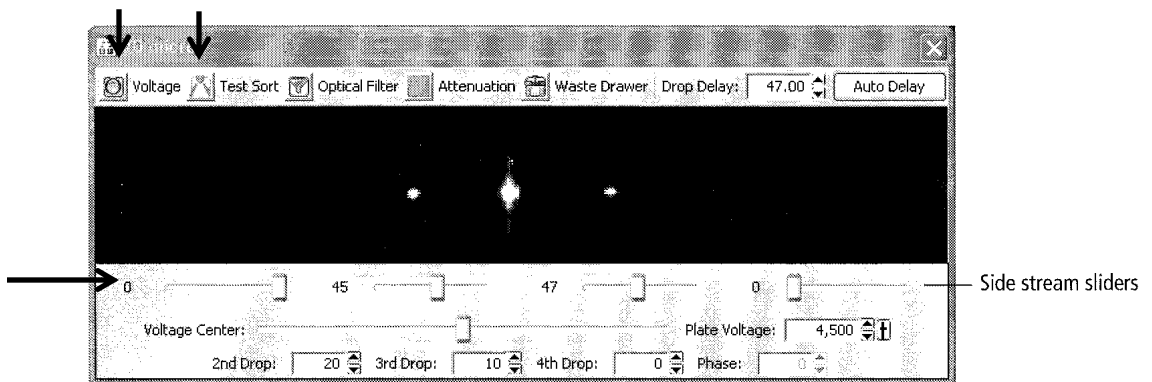 Voltage Test Sort Optical Filter Attenuation Waste Drawer Drop Delay: 47.00 Auto Delay
0 45 47 0 Side stream sliders
Voltage Center: Plate Voltage: 4,500
2nd Drop: 20 3rd Drop: 10 4th Drop: 0 Phase: 0